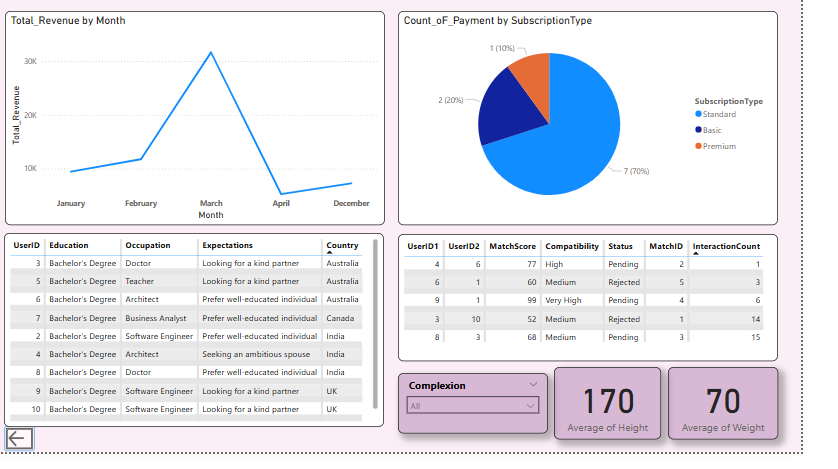 Total_Revenue by Month
30K
20K
10K
Total_Revenue
January February March April December
Month
Count_oF_Payment by SubscriptionType
1 (10%)
2 (20%)
7 (70%)
SubscriptionType
Standard
Basic
Premium
UserID Education Occupation Expectations Country
3 Bachelor's Degree Doctor Looking for a kind partner Australia
5 Bachelor's Degree Teacher Looking for a kind partner Australia
6 Bachelor's Degree Architect Prefer well-educated individual Australia
7 Bachelor's Degree Business Analyst Prefer well-educated individual Canada
2 Bachelor's Degree Software Engineer Prefer well-educated individual India
4 Bachelor's Degree Architect Seeking an ambitious spouse India
8 Bachelor's Degree Doctor Prefer well-educated individual India
9 Bachelor's Degree Software Engineer Looking for a kind partner UK
10 Bachelor's Degree Software Engineer Looking for a kind partner UK
UserID1 UserID2 MatchScore Compatibility Status MatchID InteractionCount
4 6 77 High Pending 2 1
6 1 60 Medium Rejected 5 3
9 1 99 Very High Pending 4 6
3 10 52 Medium Rejected 1 14
8 3 68 Medium Pending 3 15
Complexion
All
170
Average of Height
70
Average of Weight